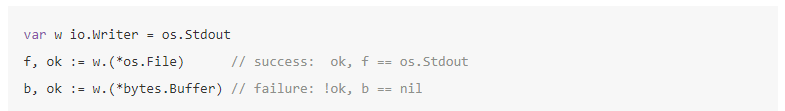 var w io.Writer = os.Stdout
f, ok := w.(*os.File)      // success:  ok, f == os.Stdout
b, ok := w.(*bytes.Buffer) // failure: !ok, b == nil